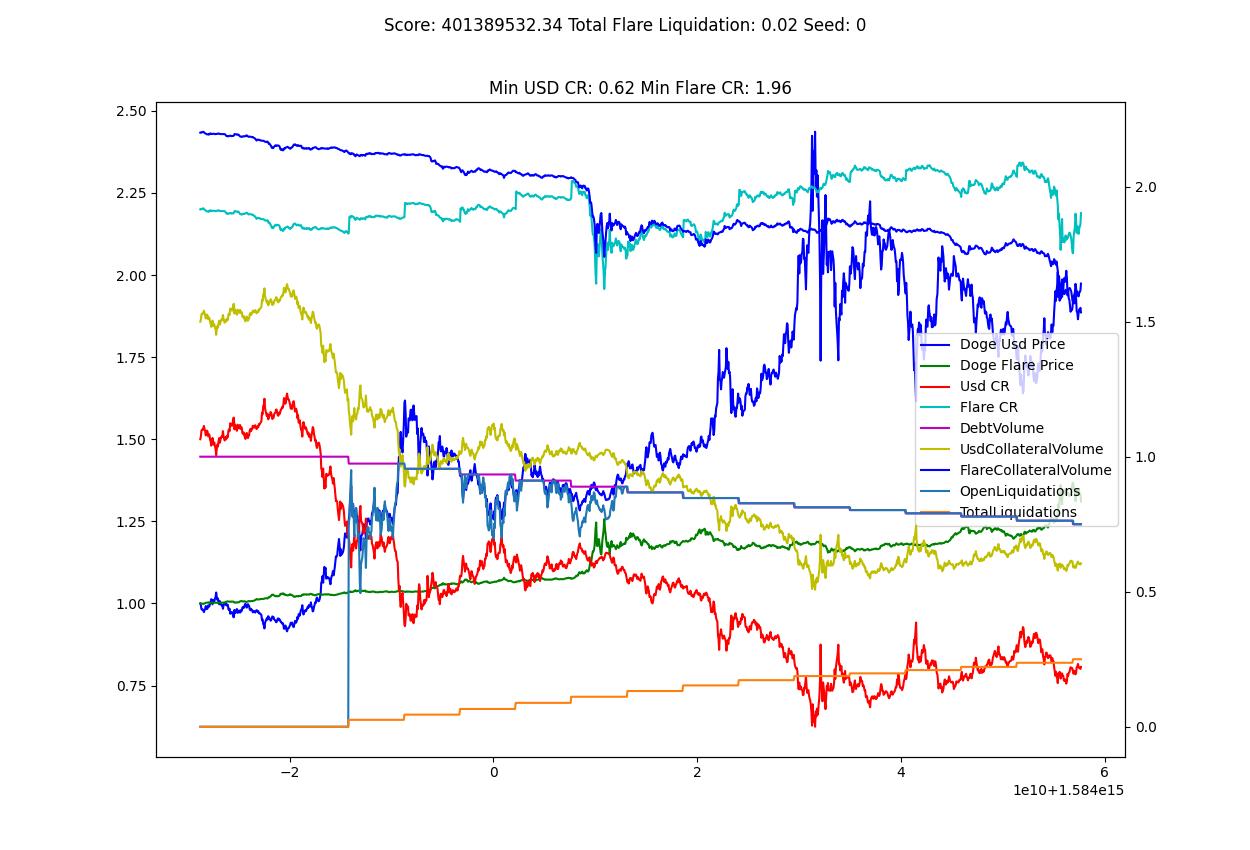 Score: 401389532.34 Total Flare Liquidation: 0.02 Seed: 0
Min USD CR: 0.62 Min Flare CR: 1.96
2.50
2.25
2.00
1.75
1.50
1.25
1.00
0.75
2.0
1.5
1.0
0.5
0.0
Doge Usd Price
Doge Flare Price
Usd CR
Flare CR
DebtVolume
UsdCollateralVolume
FlareCollateralVolume
OpenLiquidations
TotalLiquidations
−2 0 2 4 6
1e10+1.584e15